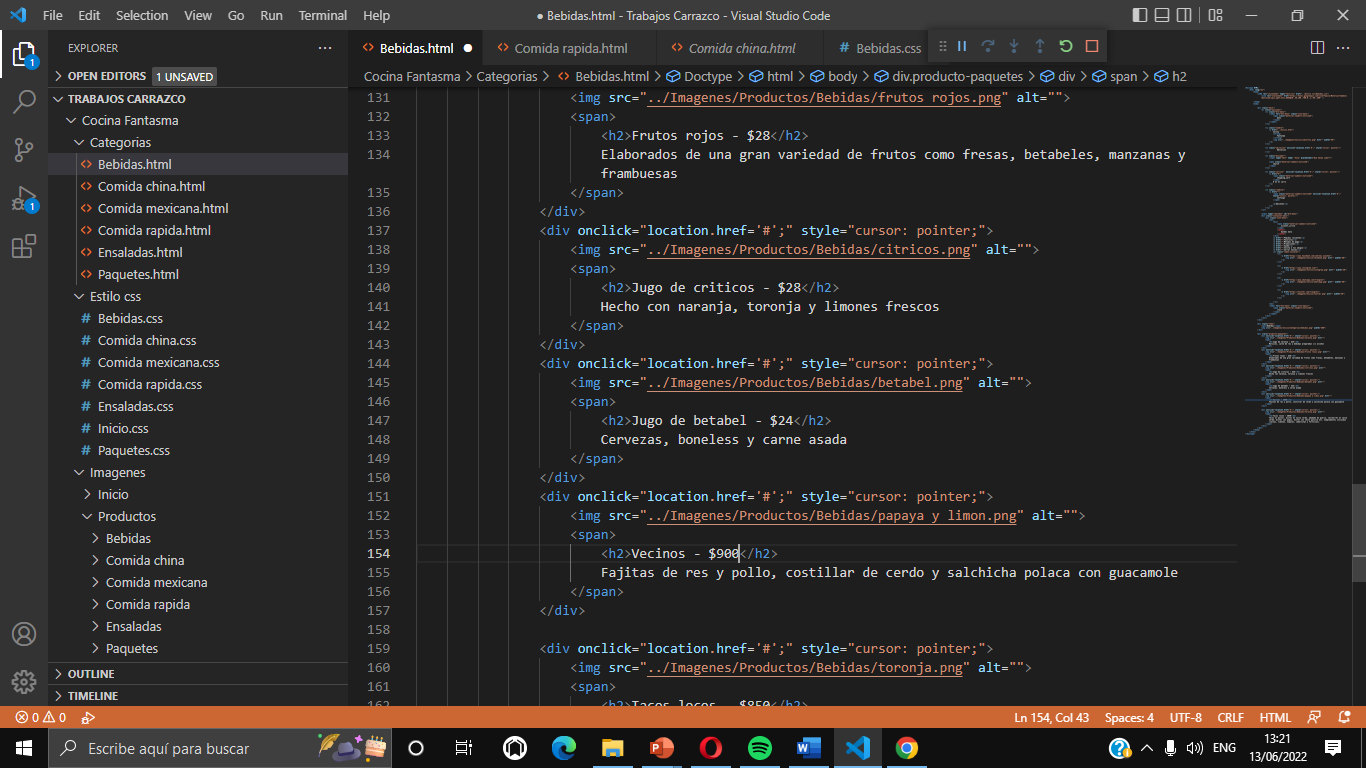 File Edit Selection View Go Run Terminal Help
● Bebidas.html - Trabajos Carrazco - Visual Studio Code
EXPLORER
OPEN EDITORS 1 UNSAVED
TRABAJOS CARRAZCO
Cocina Fantasma
Categorias
Bebidas.html
Comida china.html
Comida mexicana.html
Comida rapida.html
Ensaladas.html
Paquetes.html
Estilo css
# Bebidas.css
# Comida china.css
# Comida mexicana.css
# Comida rapida.css
# Ensaladas.css
# Inicio.css
# Paquetes.css
Imagenes
Inicio
Productos
Bebidas
Comida china
Comida mexicana
Comida rapida
Ensaladas
Paquetes
OUTLINE
TIMELINE
1
1
Bebidas.html ● Comida rapida.html Comida china.html # Bebidas.css
Cocina Fantasma > Categorias > Bebidas.html > Doctype > html > body > div.producto-paquetes > div > span > h2
131 <img src="../Imagenes/Productos/Bebidas/frutos rojos.png" alt="">
132 <span>
133 <h2>Frutos rojos - $28</h2>
134 Elaborados de una gran variedad de frutos como fresas, betabeles, manzanas y
frambuesas
135 </span>
136 </div>
137 <div onclick="location.href='#';" style="cursor: pointer;">
138 <img src="../Imagenes/Productos/Bebidas/citricos.png" alt="">
139 <span>
140 <h2>Jugo de criticos - $28</h2>
141 Hecho con naranja, toronja y limones frescos
142 </span>
143 </div>
144 <div onclick="location.href='#';" style="cursor: pointer;">
145 <img src="../Imagenes/Productos/Bebidas/betabel.png" alt="">
146 <span>
147 <h2>Jugo de betabel - $24</h2>
148 Cervezas, boneless y carne asada
149 </span>
150 </div>
151 <div onclick="location.href='#';" style="cursor: pointer;">
152 <img src="../Imagenes/Productos/Bebidas/papaya y limon.png" alt="">
153 <span>
154 <h2>Vecinos - $900</h2>
155 Fajitas de res y pollo, costillar de cerdo y salchicha polaca con guacamole
156 </span>
157 </div>
158
159 <div onclick="location.href='#';" style="cursor: pointer;">
160 <img src="../Imagenes/Productos/Bebidas/toronja.png" alt="">
161 <span>
162 <h2>Tacos locos - $850</h2>
0 0 Ln 154, Col 43 Spaces: 4 UTF-8 CRLF HTML
Escribe aquí para buscar
ENG
13:21
13/06/2022